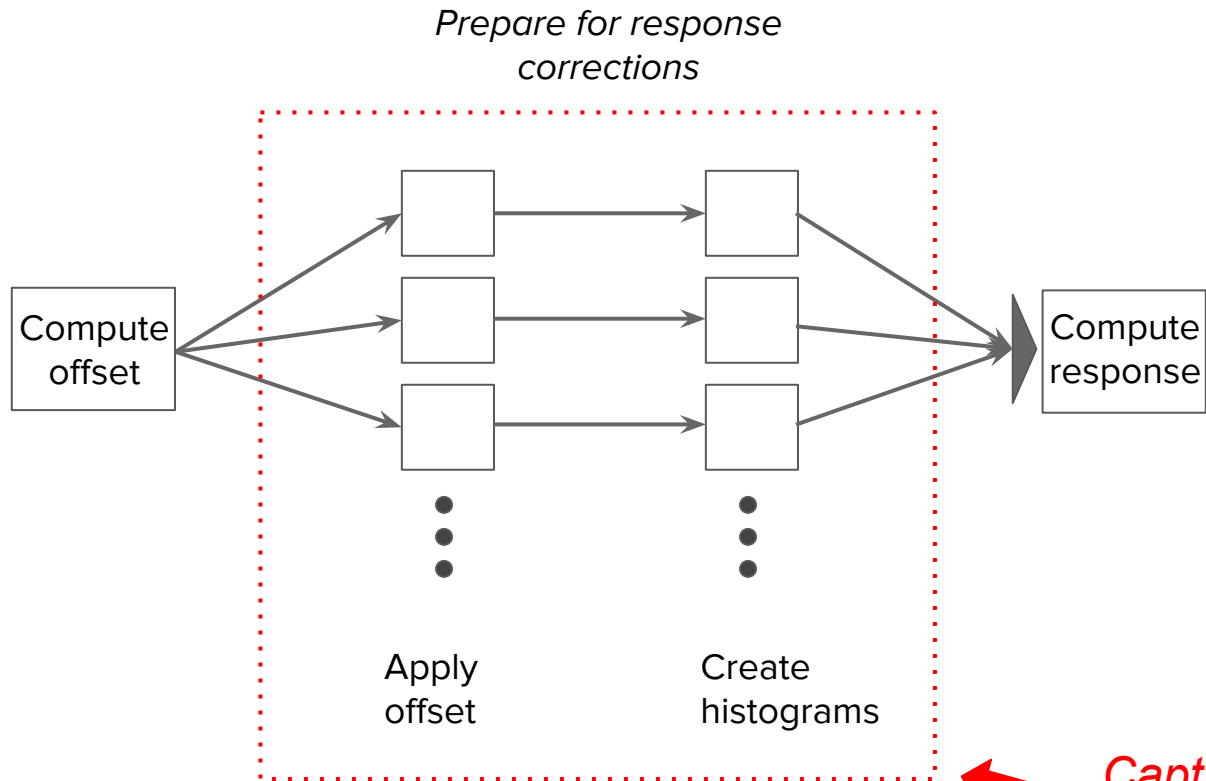 Prepare for response
corrections
Compute
offset
Compute
response
Apply
offset
Create
histograms